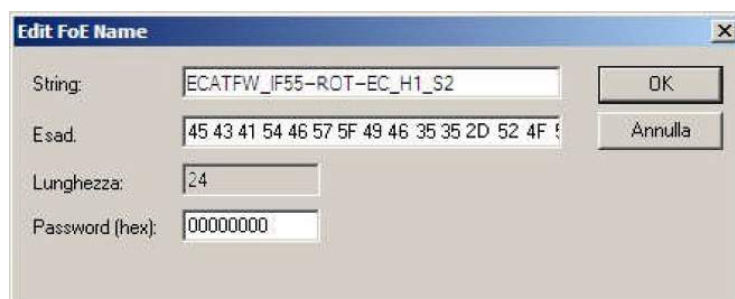 Edit FoE Name
String: ECATFW_IF55-ROT-EC_H1_S2 OK
Esad. 45 43 41 54 46 57 5F 49 46 35 35 2D 52 4F Annulla
Lunghezza: 24
Password (hex): 00000000